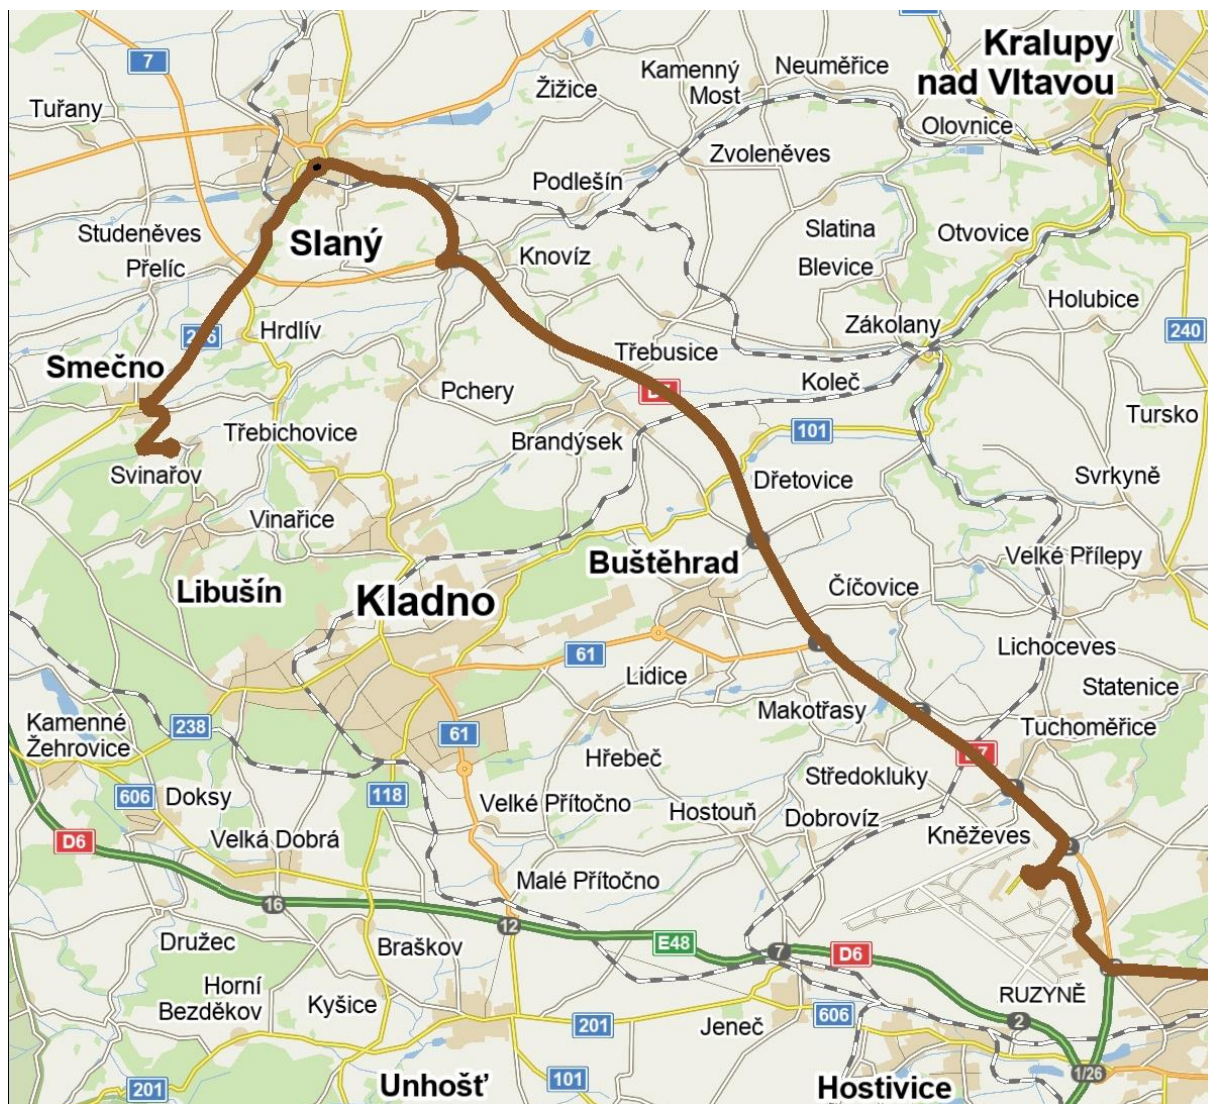 Kralupy
nad Vltavou
7
Tuřany
Žižice
Kamenný
Most
Neuměřice
Olovnice
Zvoleněves
Podlešín
Studeněves
Slaný
Přelíc
Knovíz
Slatina
Blevice
Otvovice
Holubice
Hrdlív
Zákolany
240
Smečno
Třebusice
Koleč
Pchery
Tursko
Třebichovice
Brandýsek
101
Svinařov
Dřetovice
Svrkyně
Vinařice
Buštěhrad
Velké Přílepy
Libušín
Kladno
Číčovice
61
Lidice
Lichoceves
Statenice
Kamenné
Žehrovice
238
61
Makotřasy
Tuchoměřice
Hřebeč
Středokluky
606
Doksy
118
Velké Přítočno
Hostouň
Dobrovíz
Kněževes
D6
Velká Dobrá
Malé Přítočno
16
12
E48
7
D6
Družec
Braškov
Horní
Bezděkov
Kyšice
RUZYNĚ
201
Jeneč
606
2
1/26
201
Unhošť
101
Hostivice